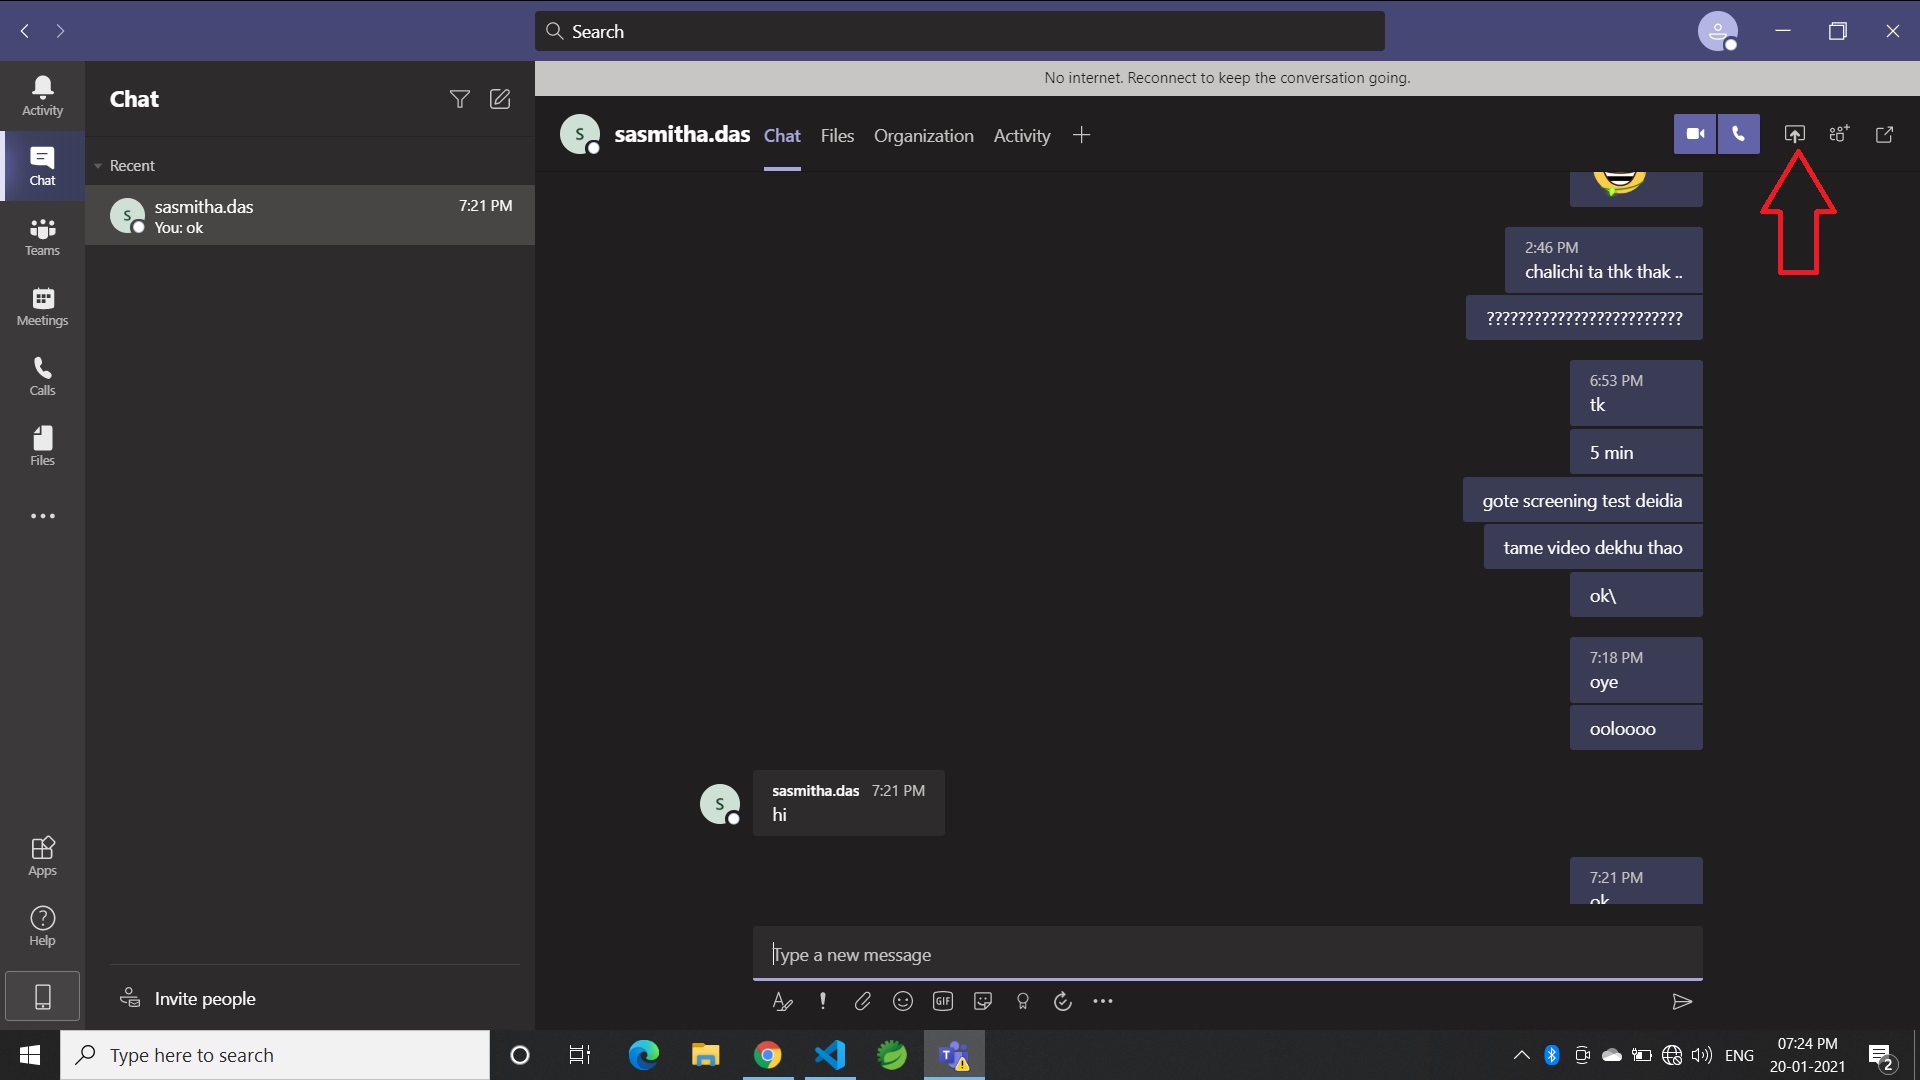 Search
No internet. Reconnect to keep the conversation going.
Activity
Chat
Teams
Meetings
Calls
Files
Apps
Help
Chat
Recent
S
sasmitha.das
7:21 PM
You: ok
Invite people
S
sasmitha.das
Chat
Files
Organization
Activity
2:46 PM
chalichi ta thk thak ..
?????????????????????????
6:53 PM
tk
5 min
gote screening test deidia
tame video dekhu thao
ok\
7:18 PM
oye
ooloooo
S
sasmitha.das 7:21 PM
hi
7:21 PM
ok
Type a new message
GIF
Type here to search
T
ENG
07:24 PM
20-01-2021
2